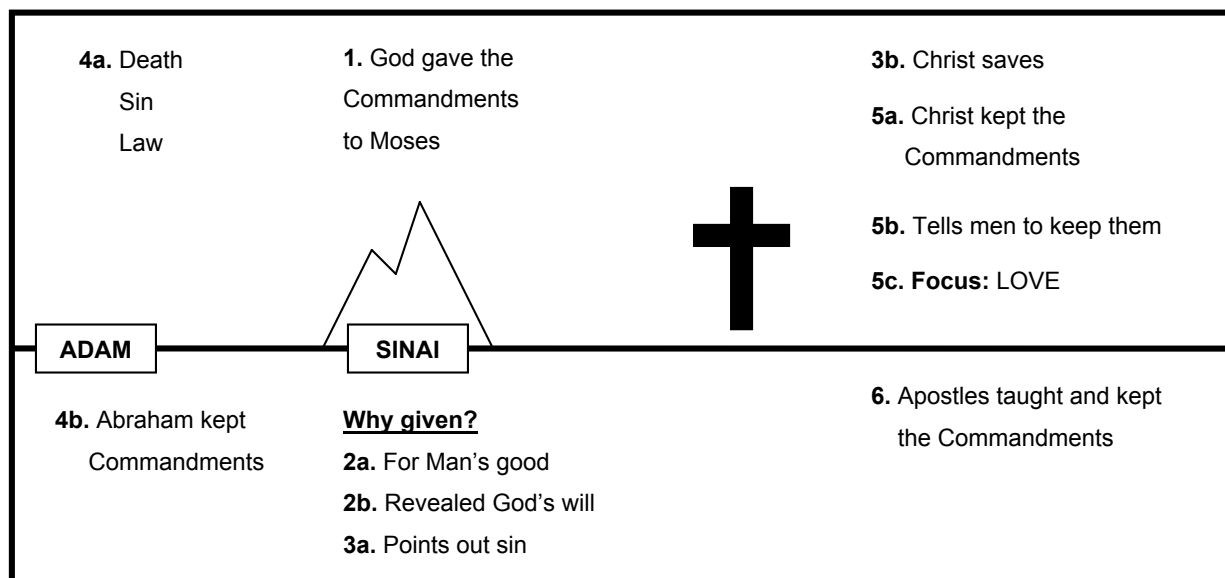 4a. Death
Sin
Law
1. God gave the
Commandments
to Moses
3b. Christ saves
5a. Christ kept the
Commandments
5b. Tells men to keep them
5c. Focus: LOVE
ADAM
SINAI
4b. Abraham kept
Commandments
Why given?
2a. For Man’s good
2b. Revealed God’s will
3a. Points out sin
6. Apostles taught and kept
the Commandments